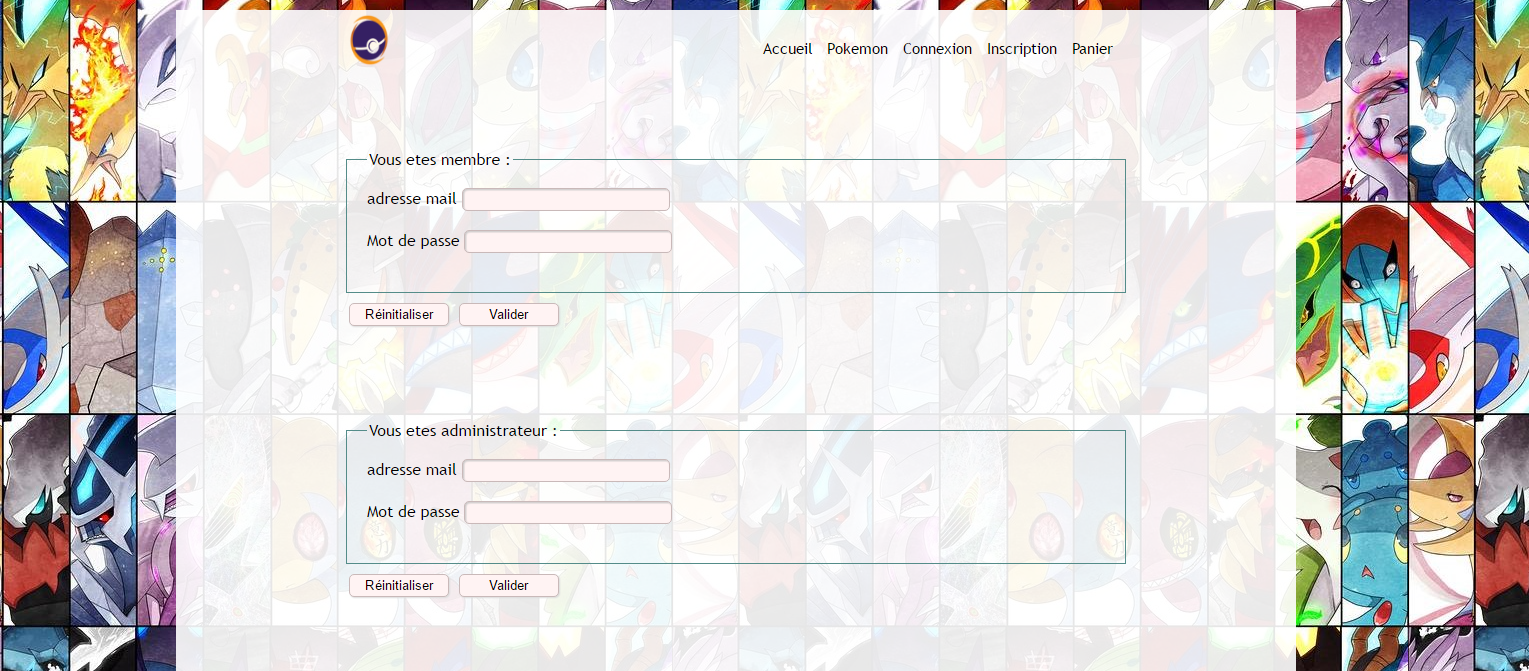 Accueil Pokemon Connexion Inscription Panier
Vous etes membre :
adresse mail
Mot de passe
Réinitialiser Valider
Vous etes administrateur :
adresse mail
Mot de passe
Réinitialiser Valider